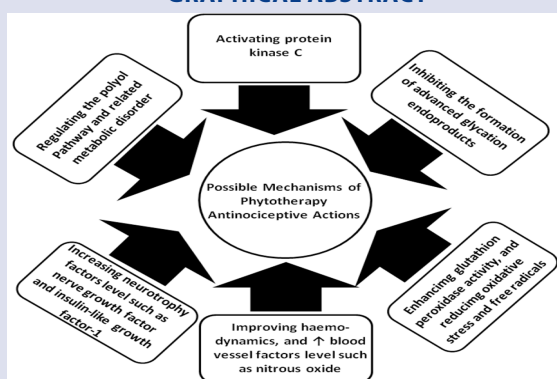 GRAPHICAL ABSTRACT
Activating protein
kinase C
Regulating the polyol
Pathway and related
metabolic disorder
Inhibiting the formation
of advanced glycation
endoproducts
Possible Mechanisms of
Phytotherapy
Antinociceptive Actions
Increasing neurotrophy
factors level such as
nerve growth factor
and insulin-like growth
factor-1
Improving haemo-
dynamics, and ↑ blood
vessel factors level such
as nitrous oxide
Enhancimg glutathion
peroxidase activity, and
reducimg oxidative
stress and free radicals